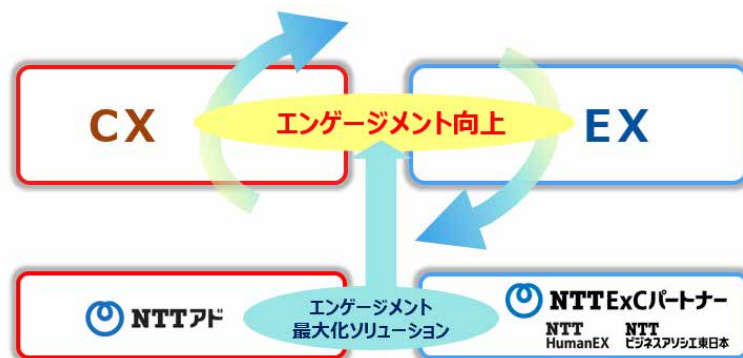 CX
エンゲージメント向上
EX
NTTアド
エンゲージメント
最大化ソリューション
NTT ExCパートナー
NTT
HumanEX
NTT
ビジネスアソシエ東日本